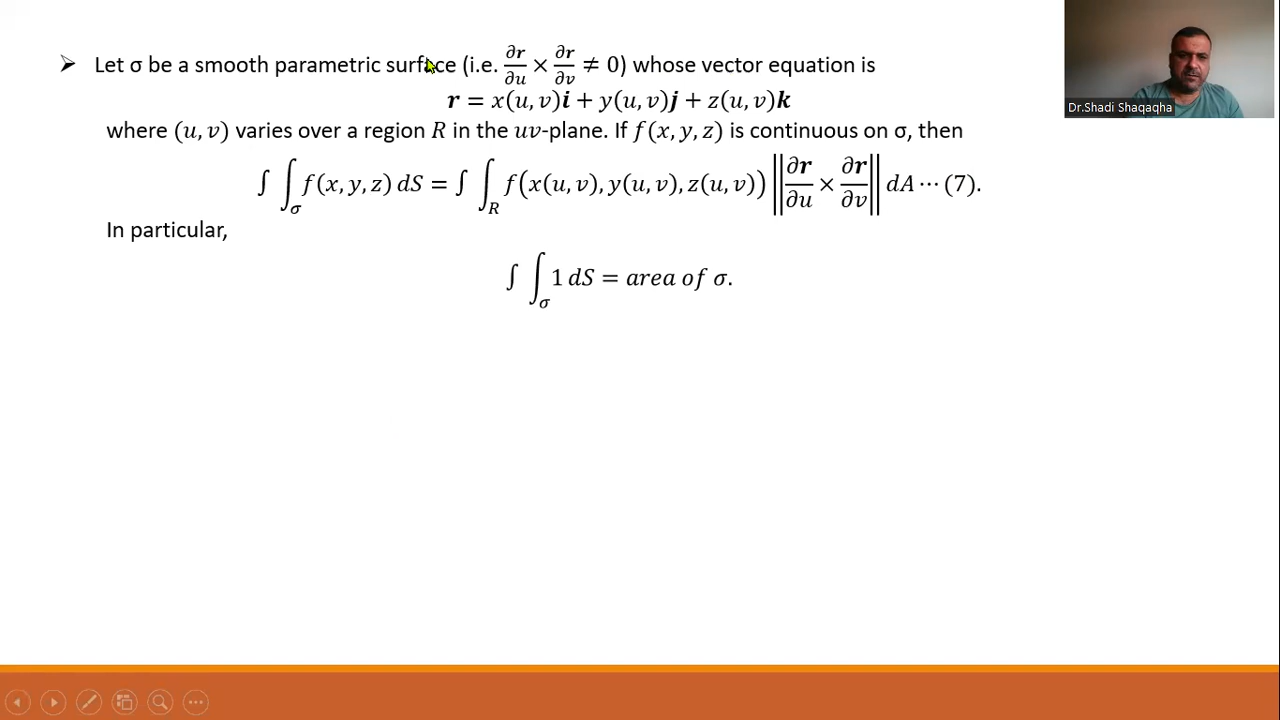 ➢ Let σ be a smooth parametric surface (i.e. ∂𝒓/∂u × ∂𝒓/∂v ≠ 0) whose vector equation is
𝒓 = x(u, v)𝒊 + y(u, v)𝒋 + z(u, v)𝒌
where (u, v) varies over a region R in the uv-plane. If f(x, y, z) is continuous on σ, then
∫ ∫_σ f(x, y, z) dS = ∫ ∫_R f(x(u, v), y(u, v), z(u, v)) ‖∂𝒓/∂u × ∂𝒓/∂v‖ dA ⋯ (7).
In particular,
∫ ∫_σ 1 dS = area of σ.
Dr.Shadi Shaqaqha